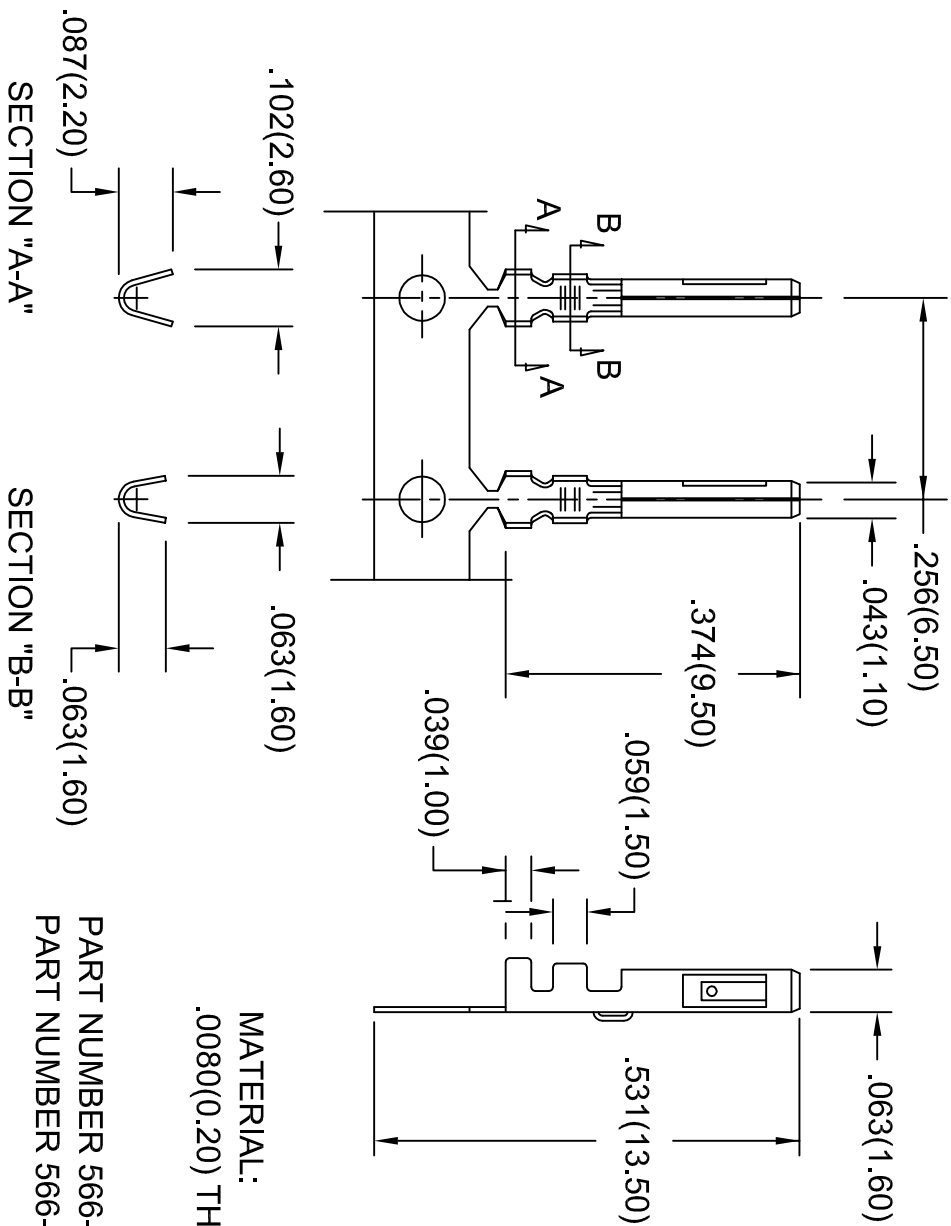 .256(6.50)
.043(1.10)
.063(1.60)
.374(9.50)
.531(13.50)
.059(1.50)
.039(1.00)
B
B
A
A
.102(2.60)
.063(1.60)
.087(2.20)
.063(1.60)
SECTION "A-A"
SECTION "B-B"
MATERIAL:
.0080(0.20) TH
PART NUMBER 566-
PART NUMBER 566-